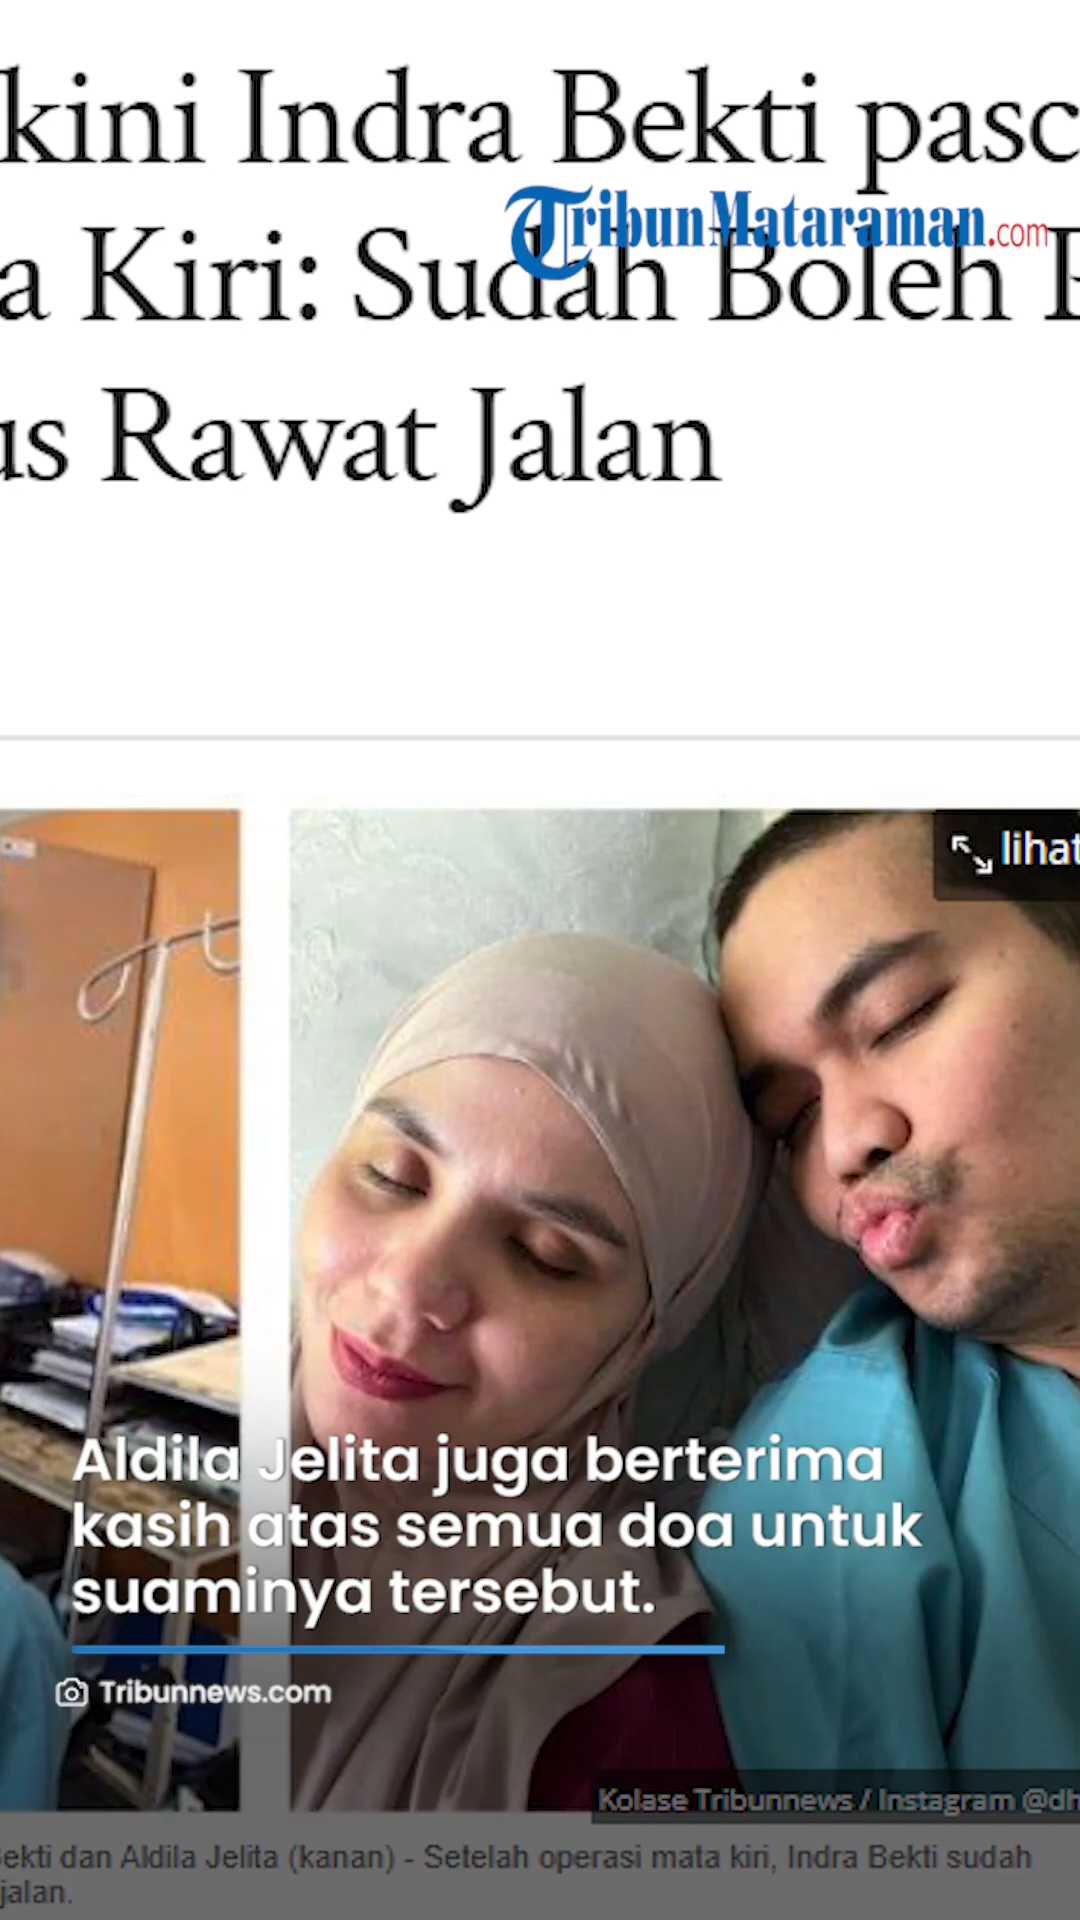 kini Indra Bekti pasc
TribunMataraman.com
a Kiri: Sudah Boleh P
us Rawat Jalan
lihat
Aldila Jelita juga berterima
kasih atas semua doa untuk
suaminya tersebut.
Tribunnews.com
Kolase Tribunnews / Instagram @dh
ekti dan Aldila Jelita (kanan) - Setelah operasi mata kiri, Indra Bekti sudah
jalan.